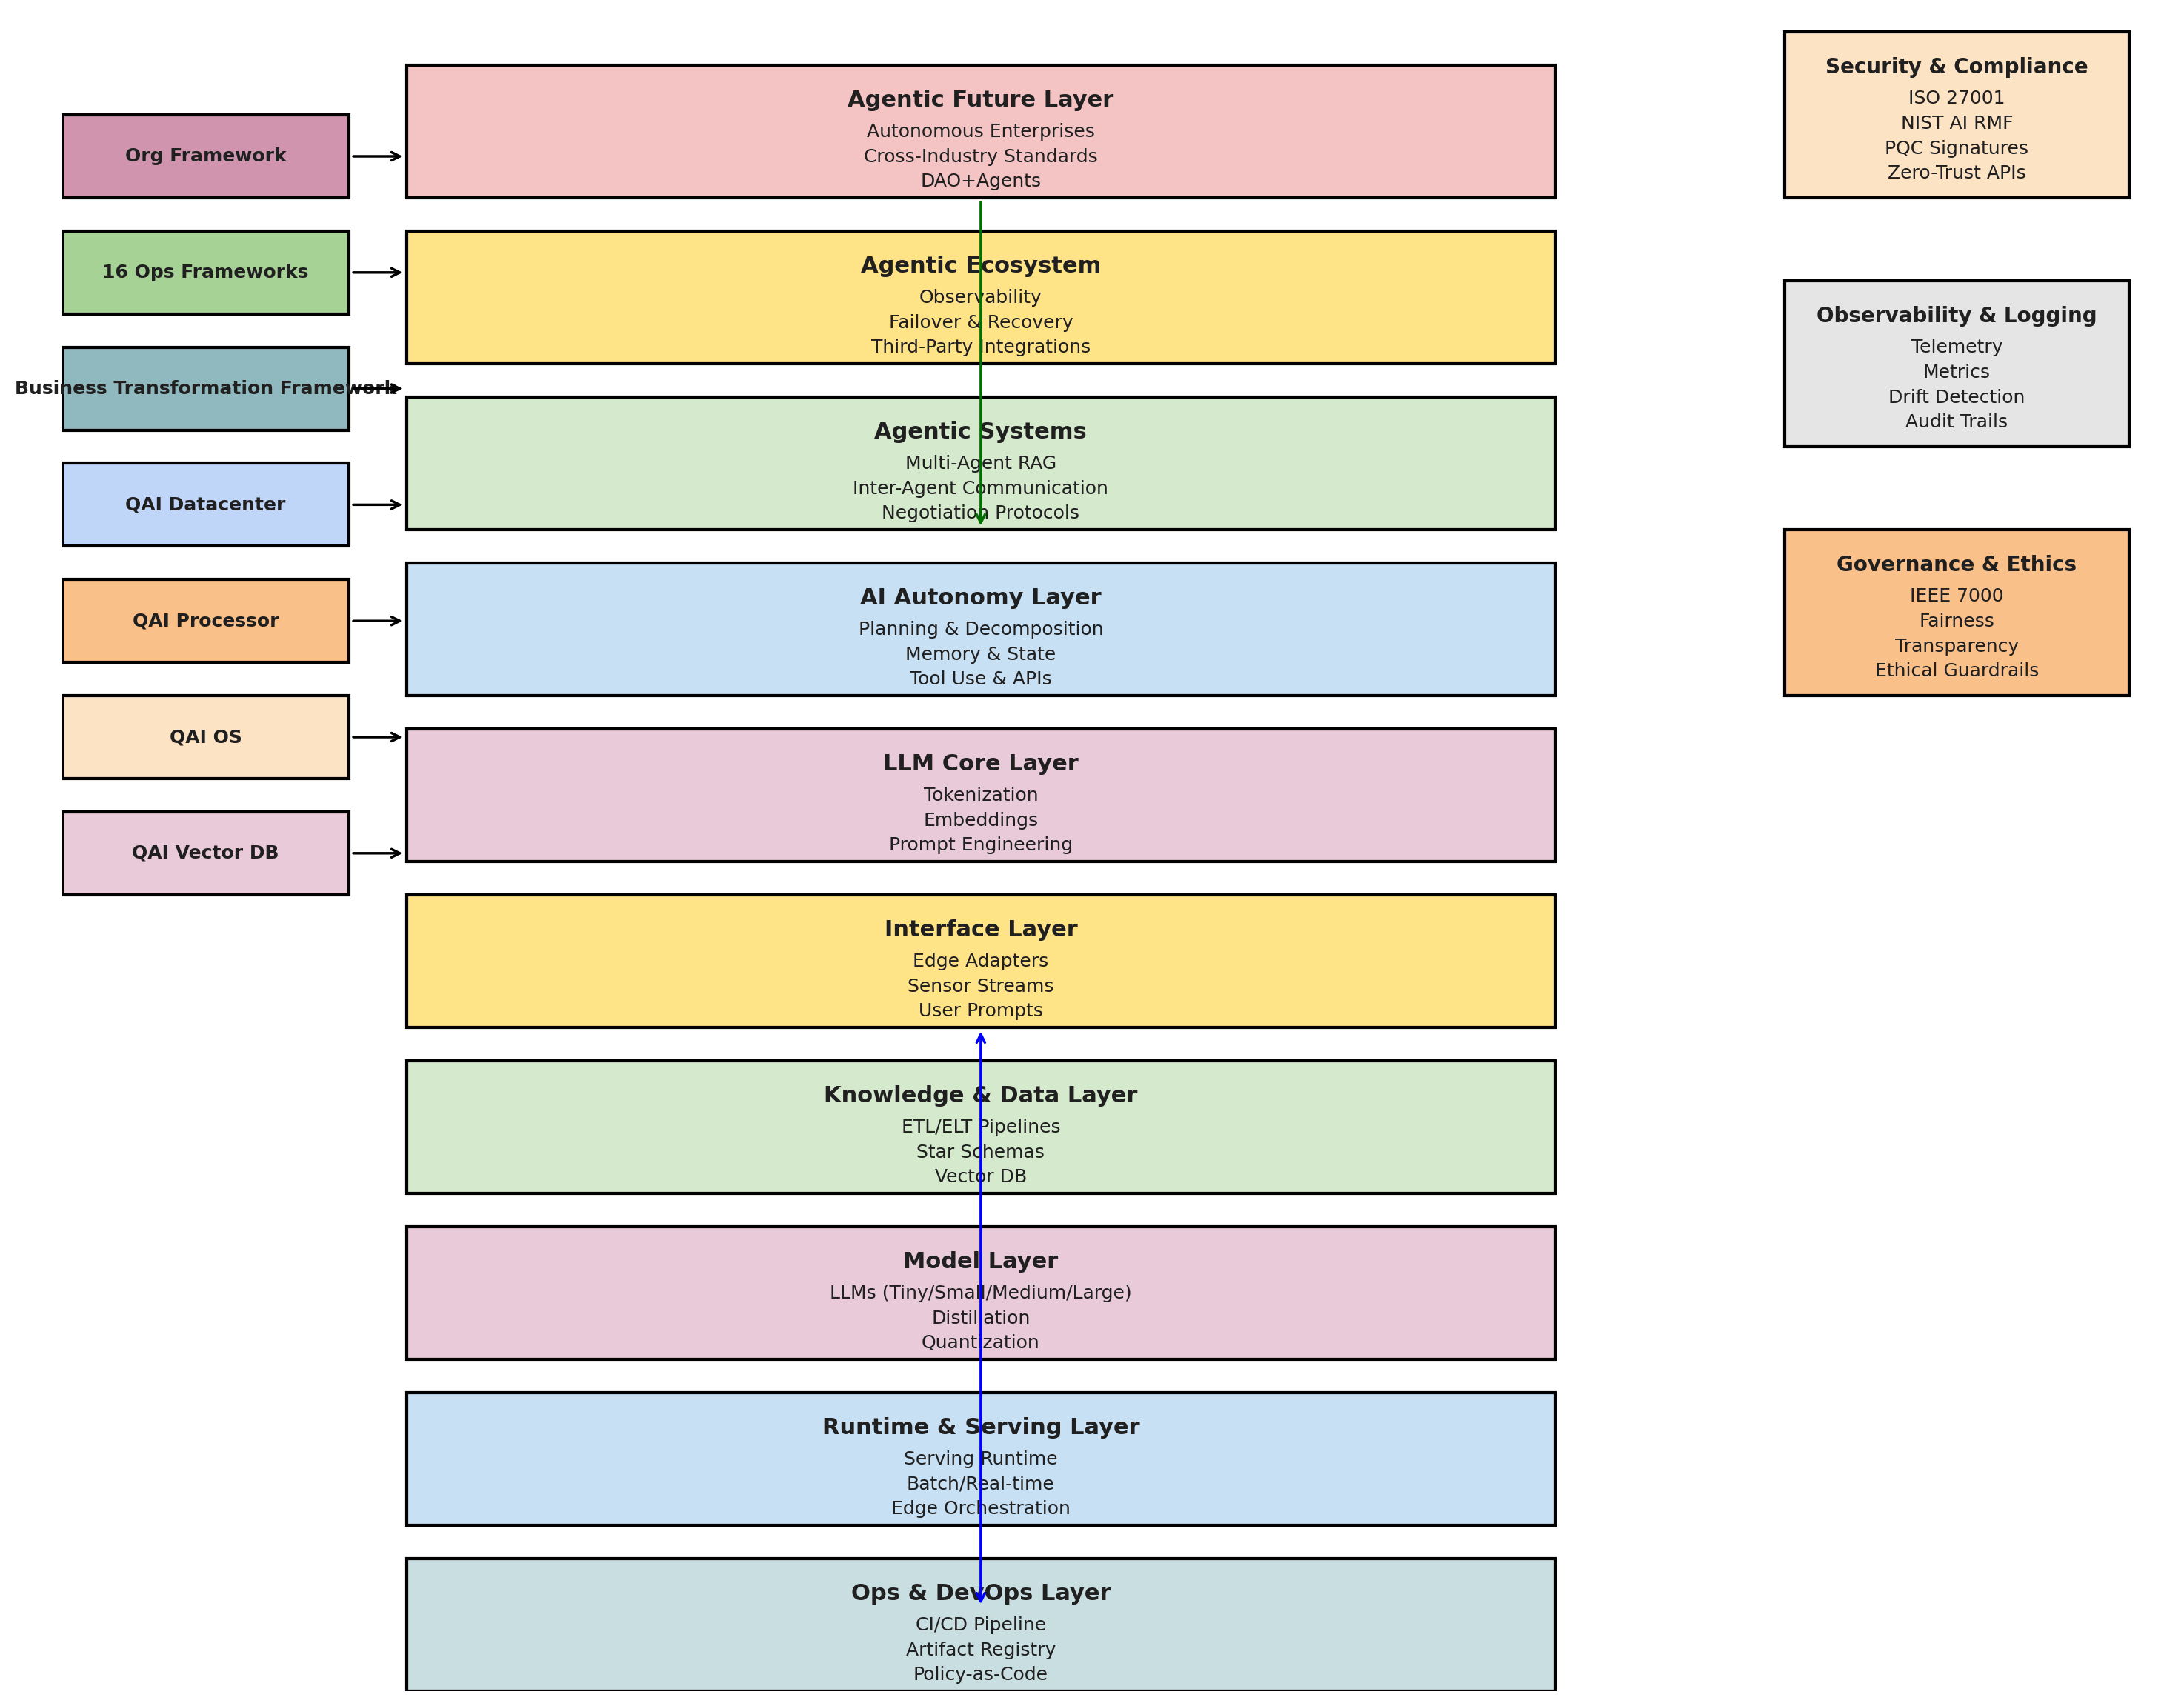 Org Framework
16 Ops Frameworks
Business Transformation Framework
QAI Datacenter
QAI Processor
QAI OS
QAI Vector DB
Agentic Future Layer
Autonomous Enterprises
Cross-Industry Standards
DAO+Agents
Agentic Ecosystem
Observability
Failover & Recovery
Third-Party Integrations
Agentic Systems
Multi-Agent RAG
Inter-Agent Communication
Negotiation Protocols
AI Autonomy Layer
Planning & Decomposition
Memory & State
Tool Use & APIs
LLM Core Layer
Tokenization
Embeddings
Prompt Engineering
Interface Layer
Edge Adapters
Sensor Streams
User Prompts
Knowledge & Data Layer
ETL/ELT Pipelines
Star Schemas
Vector DB
Model Layer
LLMs (Tiny/Small/Medium/Large)
Distillation
Quantization
Runtime & Serving Layer
Serving Runtime
Batch/Real-time
Edge Orchestration
Ops & DevOps Layer
CI/CD Pipeline
Artifact Registry
Policy-as-Code
Security & Compliance
ISO 27001
NIST AI RMF
PQC Signatures
Zero-Trust APIs
Observability & Logging
Telemetry
Metrics
Drift Detection
Audit Trails
Governance & Ethics
IEEE 7000
Fairness
Transparency
Ethical Guardrails